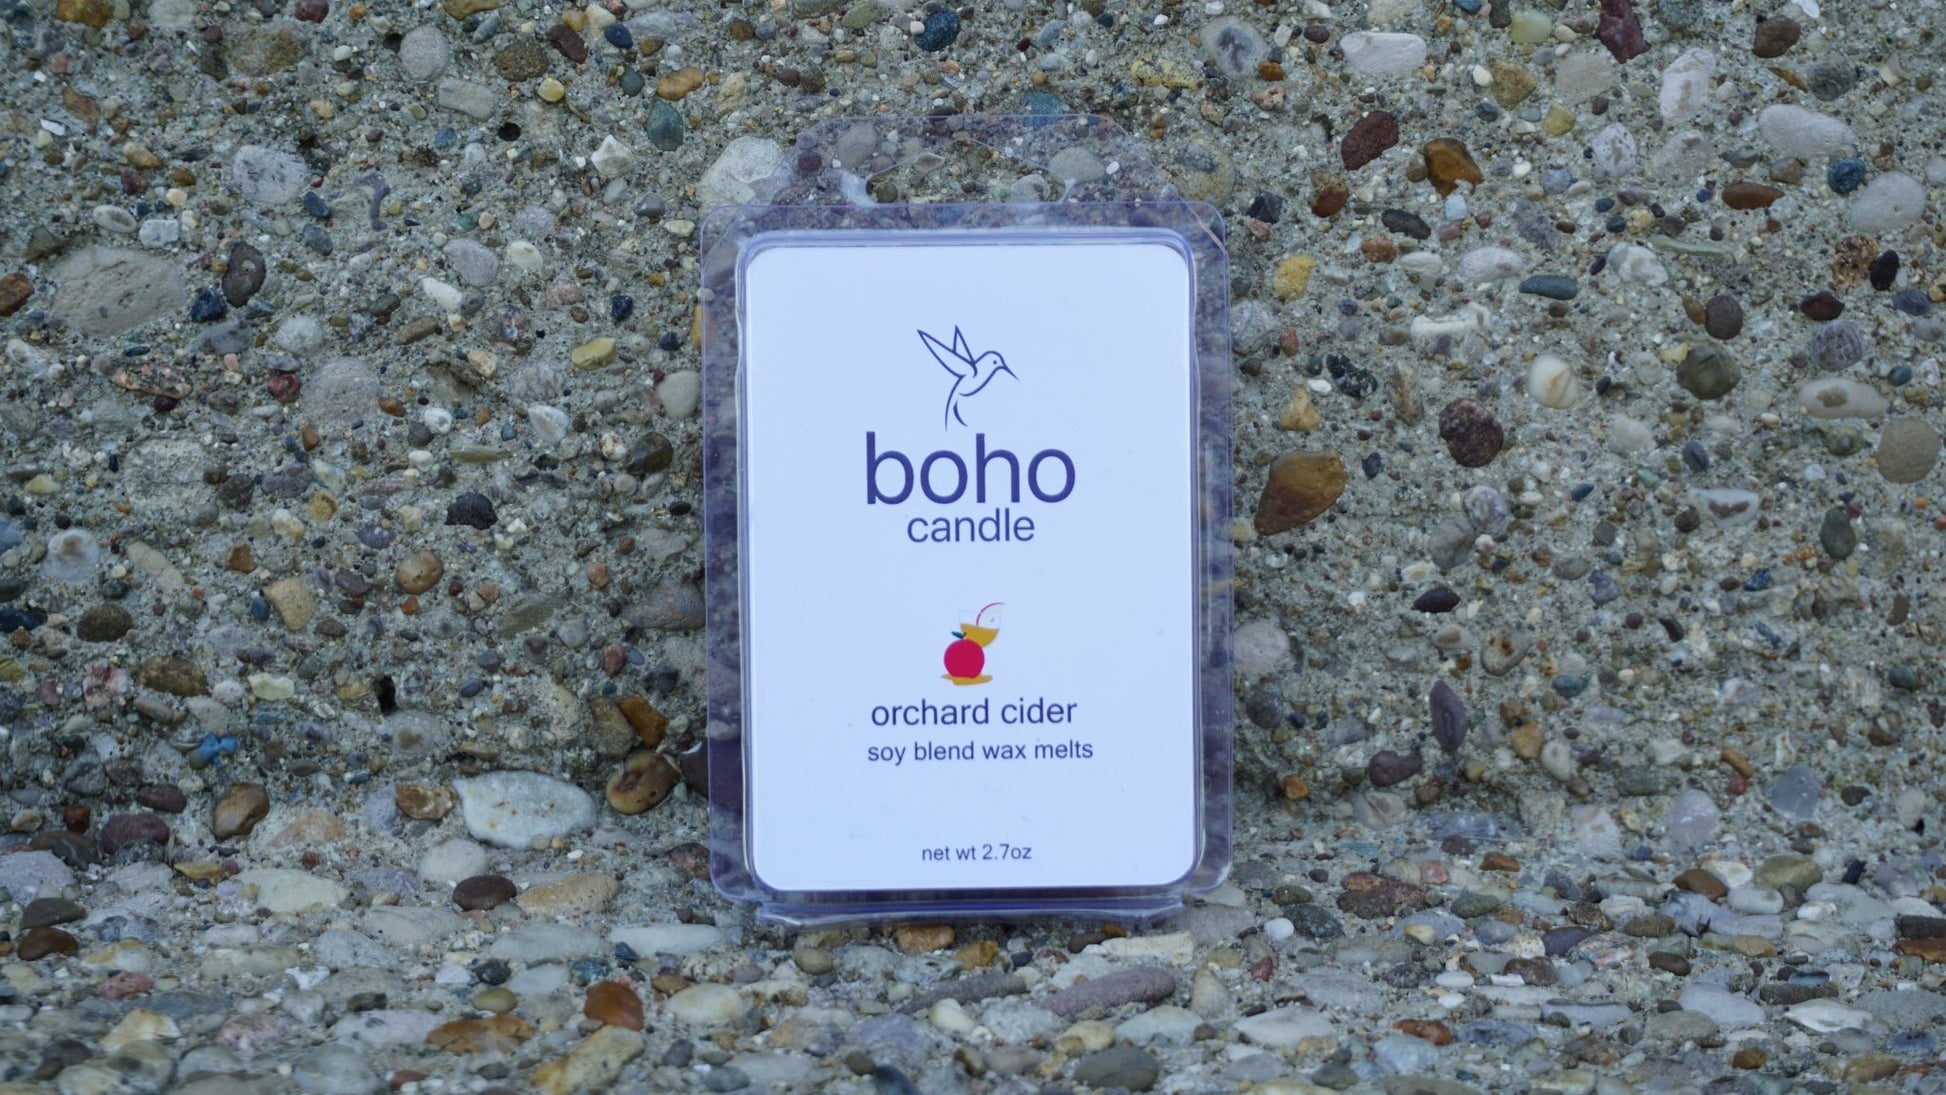 boho
candle
orchard cider
soy blend wax melts
net wt 2.7oz